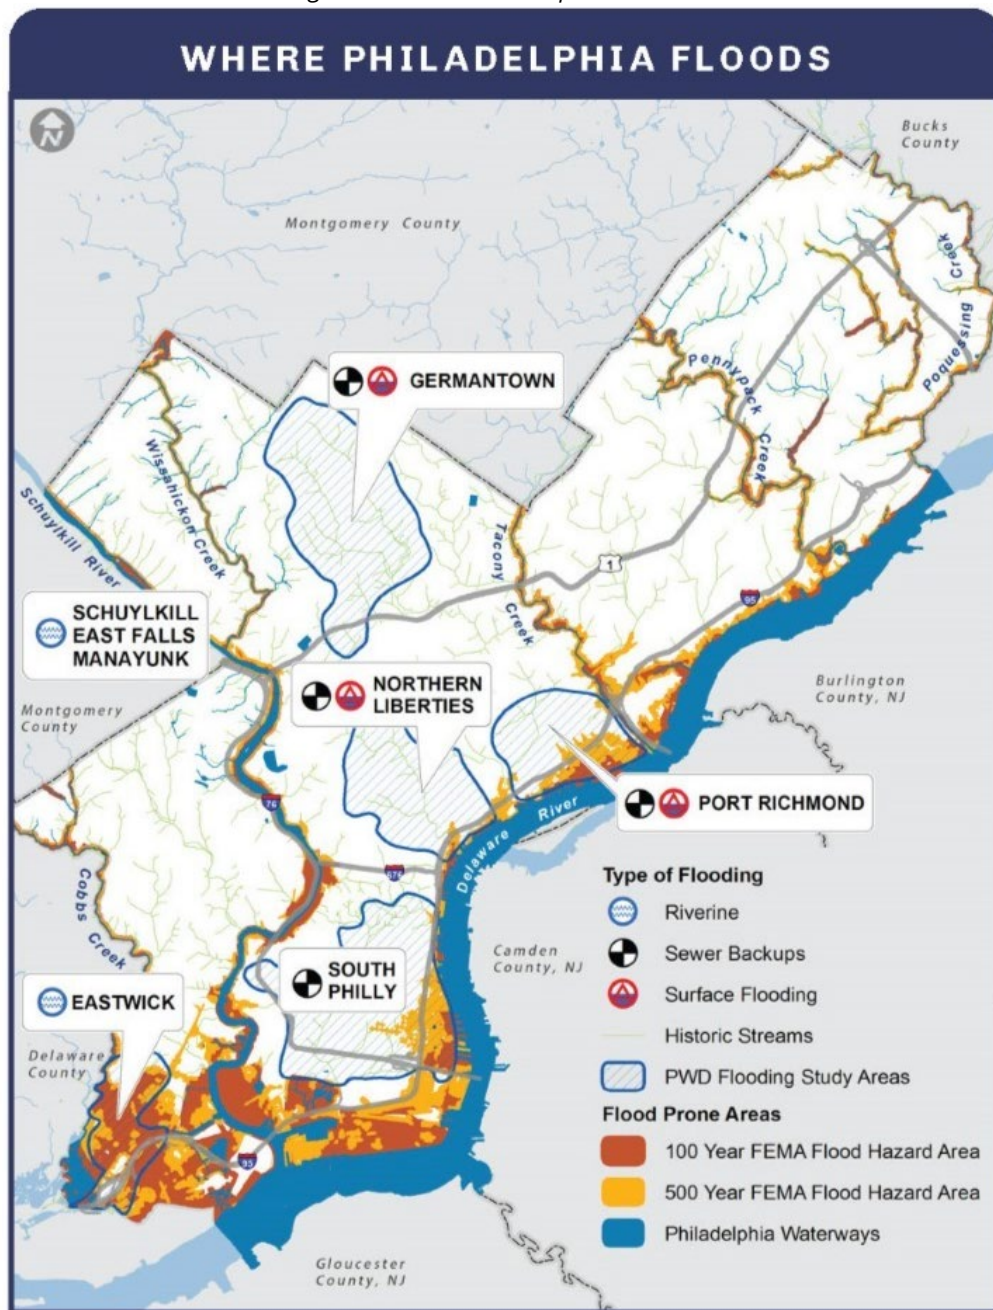 WHERE PHILADELPHIA FLOODS
N
Bucks
County
Montgomery County
Poquessing Creek
Pennypack
Creek
GERMANTOWN
Wissahickon Creek
Schuylkill River
Tacony
Creek
1
95
SCHUYLKILL
EAST FALLS
MANAYUNK
NORTHERN
LIBERTIES
Burlington
County, NJ
Montgomery
County
PORT RICHMOND
76
Delaware River
676
Cobbs
Creek
Camden
County, NJ
SOUTH
PHILLY
EASTWICK
Delaware
County
95
Gloucester
County, NJ
Type of Flooding
Riverine
Sewer Backups
Surface Flooding
Historic Streams
PWD Flooding Study Areas
Flood Prone Areas
100 Year FEMA Flood Hazard Area
500 Year FEMA Flood Hazard Area
Philadelphia Waterways